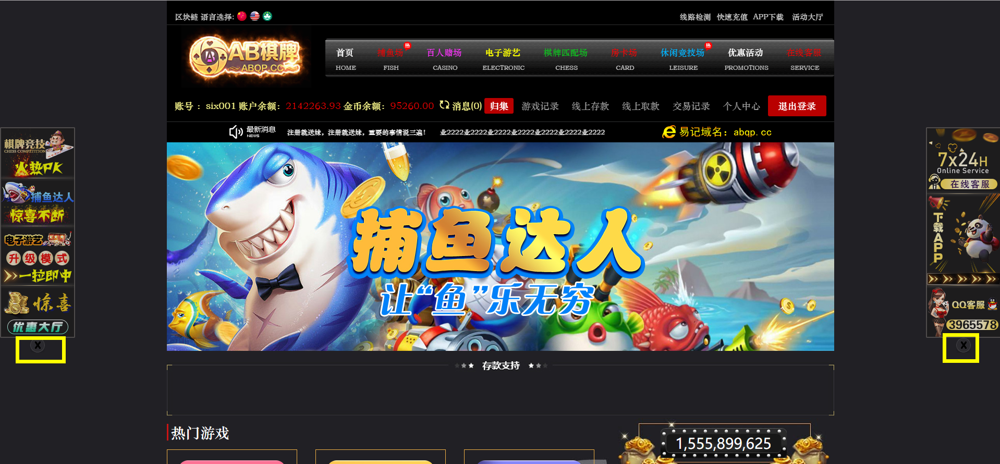 区块链 语言选择:
线路检测 快速充值 APP下载 活动大厅
AB棋牌
ABQP.CC
首页 捕鱼场 热 百人赌场 电子游艺 棋牌匹配场 房卡场 休闲竞技场 热 优惠活动 在线客服
HOME FISH CASINO ELECTRONIC CHESS CARD LEISURE PROMOTIONS SERVICE
账号 : six001 账户余额: 2142263.93 金币余额: 95260.00 消息(0) 归集 游戏记录 线上存款 线上取款 交易记录 个人中心 退出登录
最新消息
NEWS
注册就送妹，注册就送妹，重要的事情说三遍！ 业2222业2222业2222业2222业2222业2222业2222
易记域名：abqp.cc
棋牌竞技
CHESS COMPETITION
火热PK
捕鱼达人
惊喜不断
电子游艺
升级模式
一拉即中
惊喜
优惠大厅
X
捕鱼达人
让“鱼”乐无穷
7X24H
Online Service
在线客服
下载APP
QQ客服
3965578
X
存款支持
热门游戏
1,555,899,625